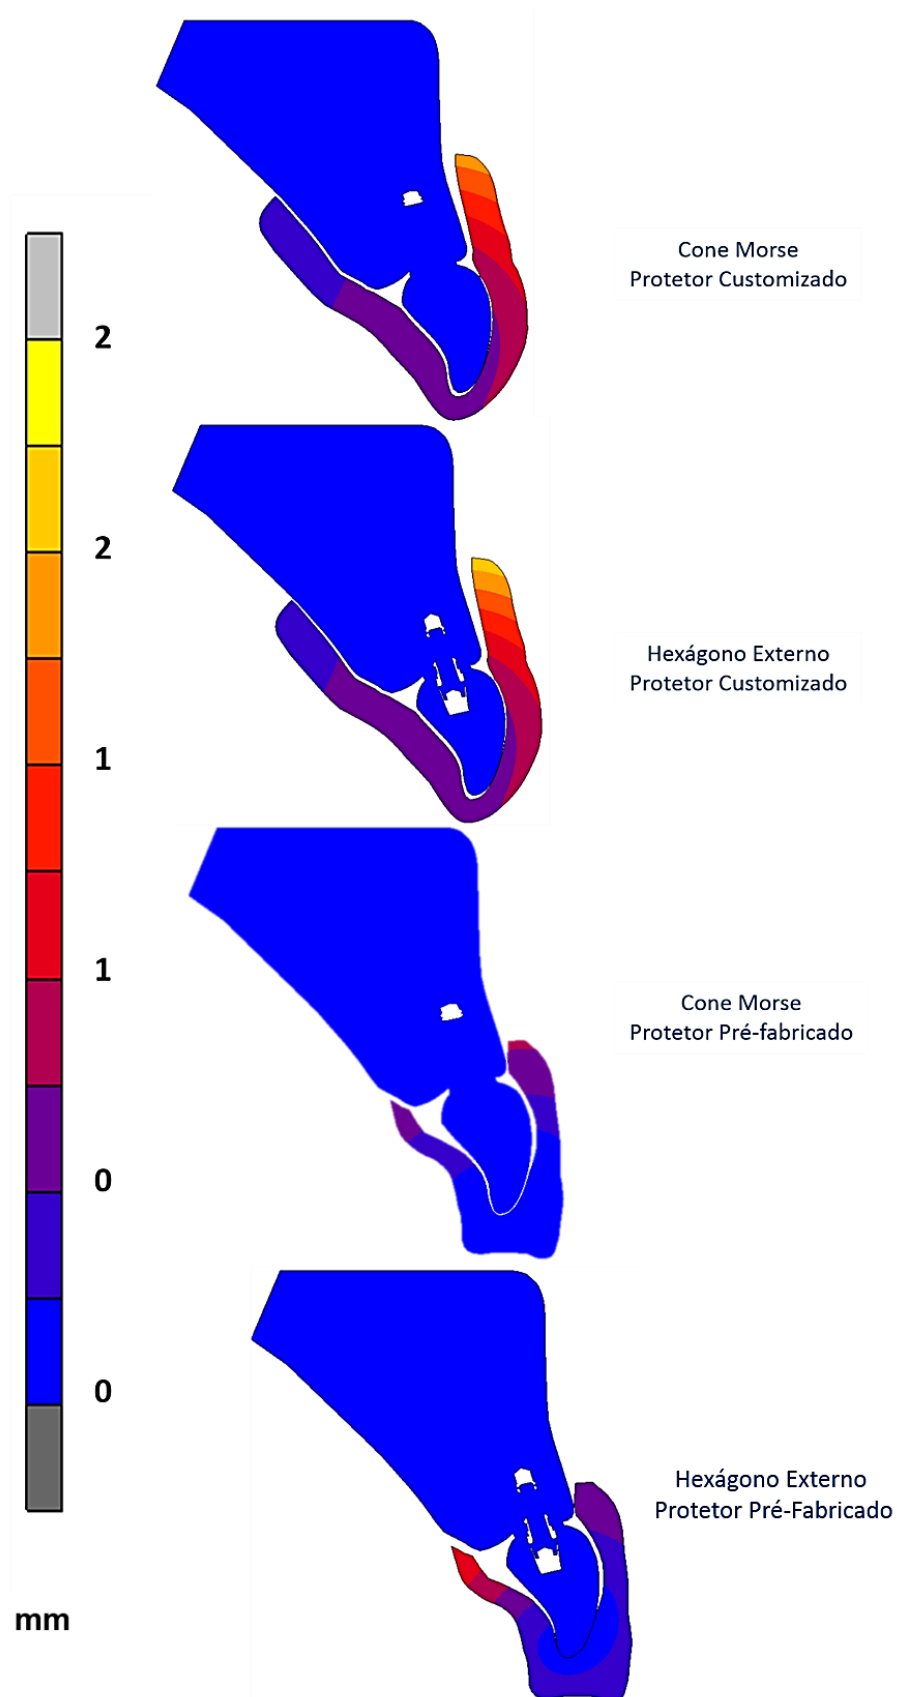 Cone Morse
Protetor Customizado
2
2
Hexágono Externo
Protetor Customizado
1
1
Cone Morse
Protetor Pré-fabricado
0
0
Hexágono Externo
Protetor Pré-Fabricado
mm